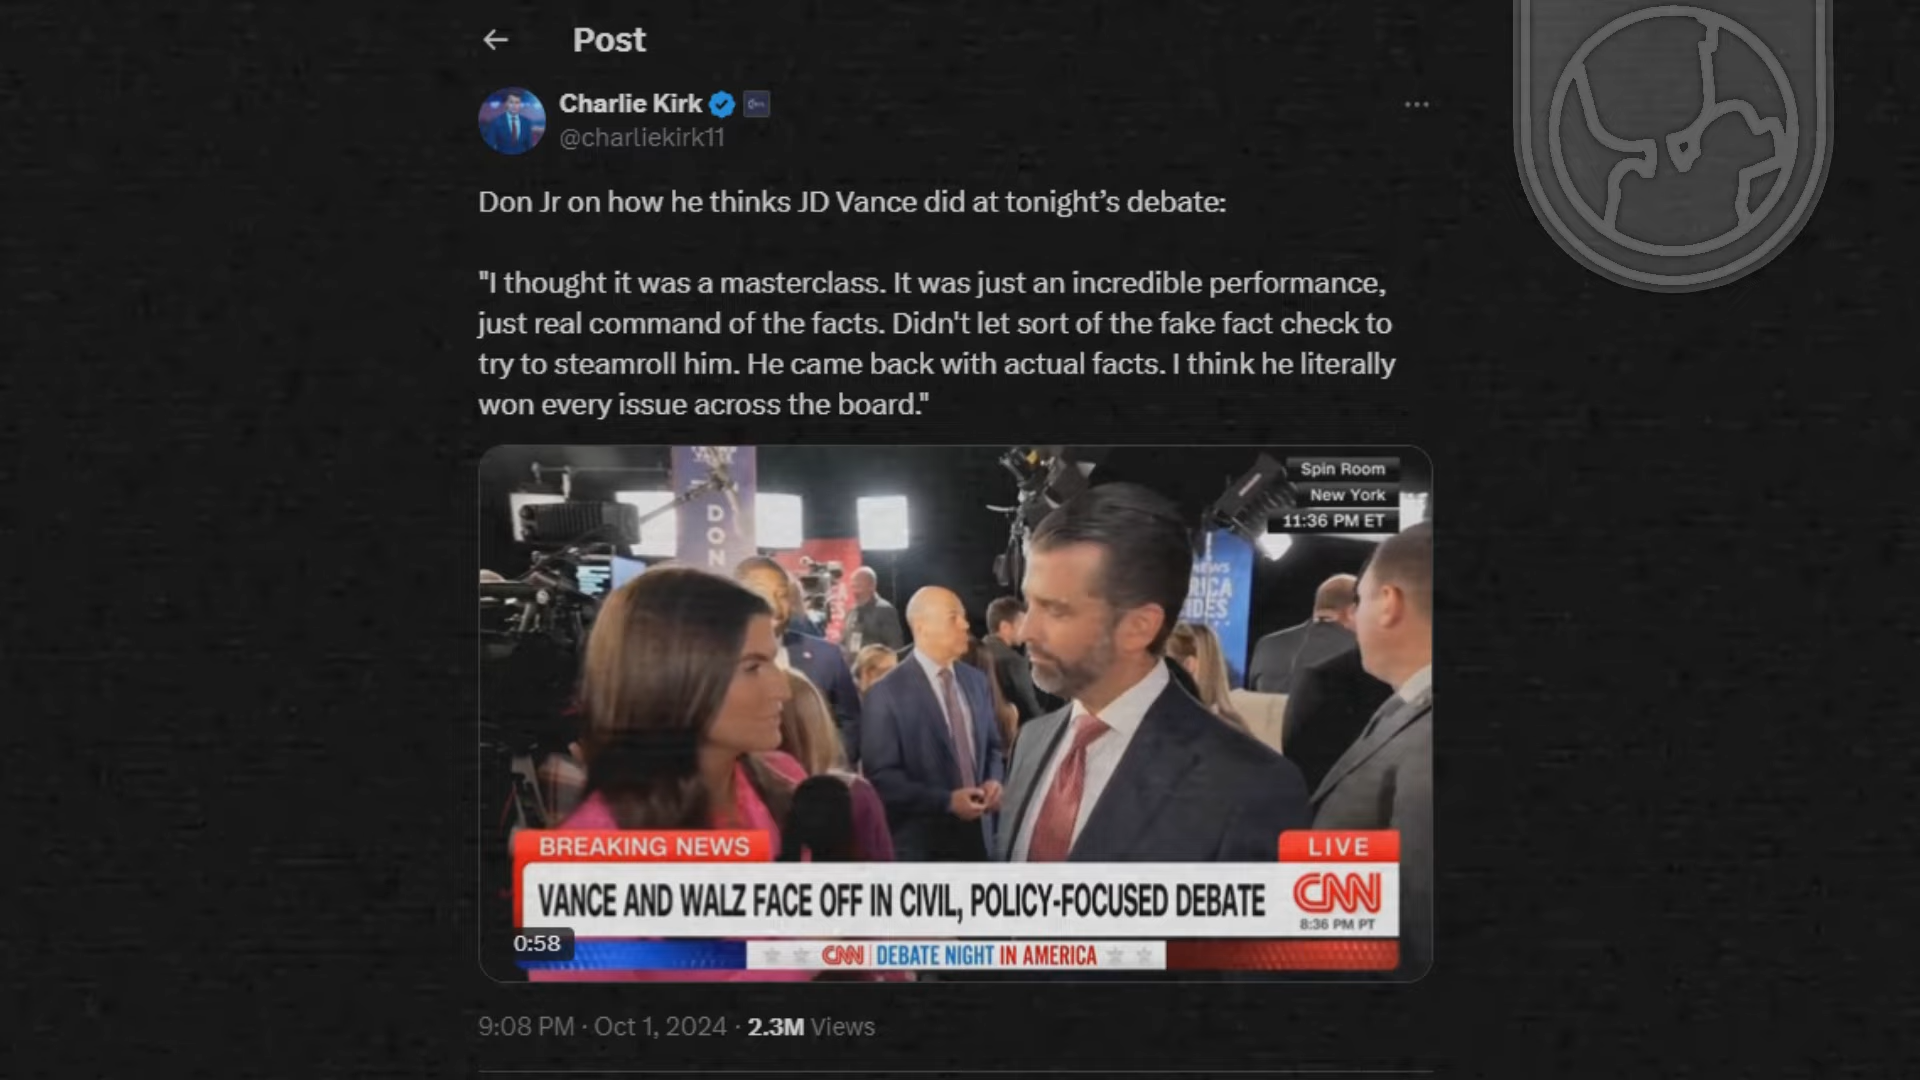 Post
Charlie Kirk
@charliekirk11
Don Jr on how he thinks JD Vance did at tonight’s debate:
"I thought it was a masterclass. It was just an incredible performance,
just real command of the facts. Didn't let sort of the fake fact check to
try to steamroll him. He came back with actual facts. I think he literally
won every issue across the board."
Spin Room
New York
11:36 PM ET
DON
NEWS
RICA
IDES
BREAKING NEWS
LIVE
VANCE AND WALZ FACE OFF IN CIVIL, POLICY-FOCUSED DEBATE
CNN
8:36 PM PT
0:58
CNN DEBATE NIGHT IN AMERICA
9:08 PM · Oct 1, 2024 · 2.3M Views